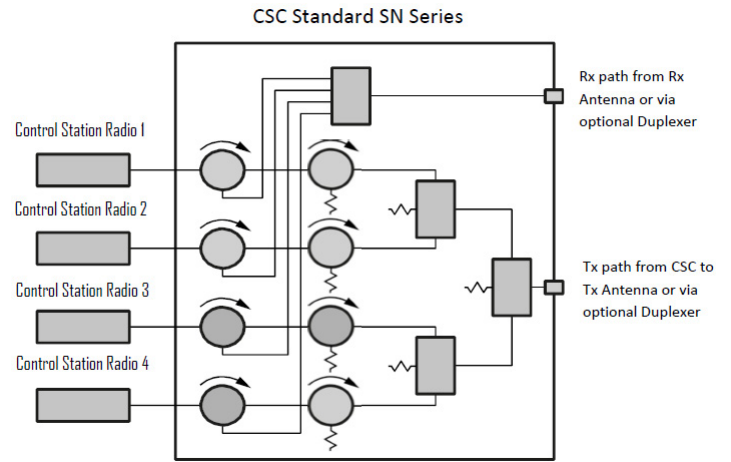 CSC Standard SN Series
Rx path from Rx
Antenna or via
optional Duplexer
Control Station Radio 1
Control Station Radio 2
Control Station Radio 3
Control Station Radio 4
Tx path from CSC to
Tx Antenna or via
optional Duplexer